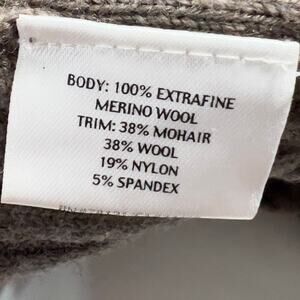 BODY: 100% EXTRAFINE
MERINO WOOL
TRIM: 38% MOHAIR
38% WOOL
19% NYLON
5% SPANDEX